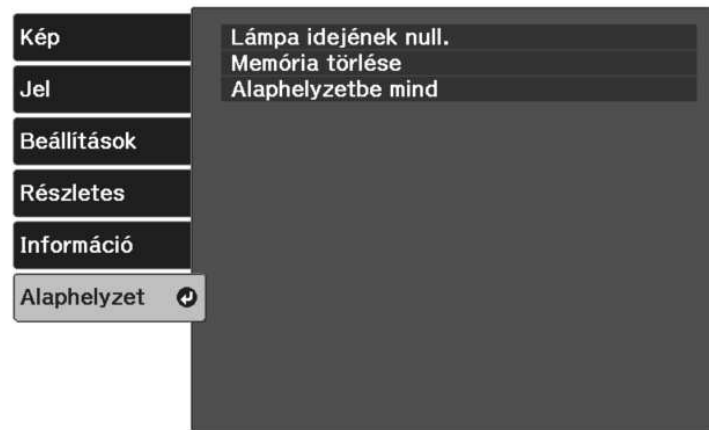 Kép
Jel
Beállítások
Részletes
Információ
Alaphelyzet
Lámpa idejének null.
Memória törlése
Alaphelyzetbe mind